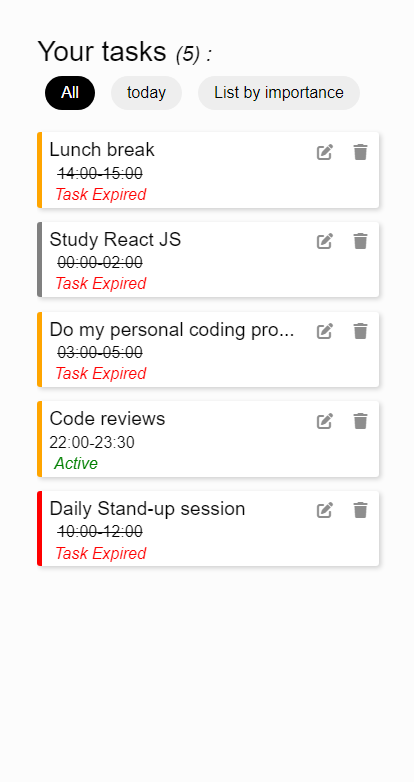 Your tasks (5) :
All today List by importance
Lunch break
14:00-15:00
Task Expired
Study React JS
00:00-02:00
Task Expired
Do my personal coding pro...
03:00-05:00
Task Expired
Code reviews
22:00-23:30
Active
Daily Stand-up session
10:00-12:00
Task Expired